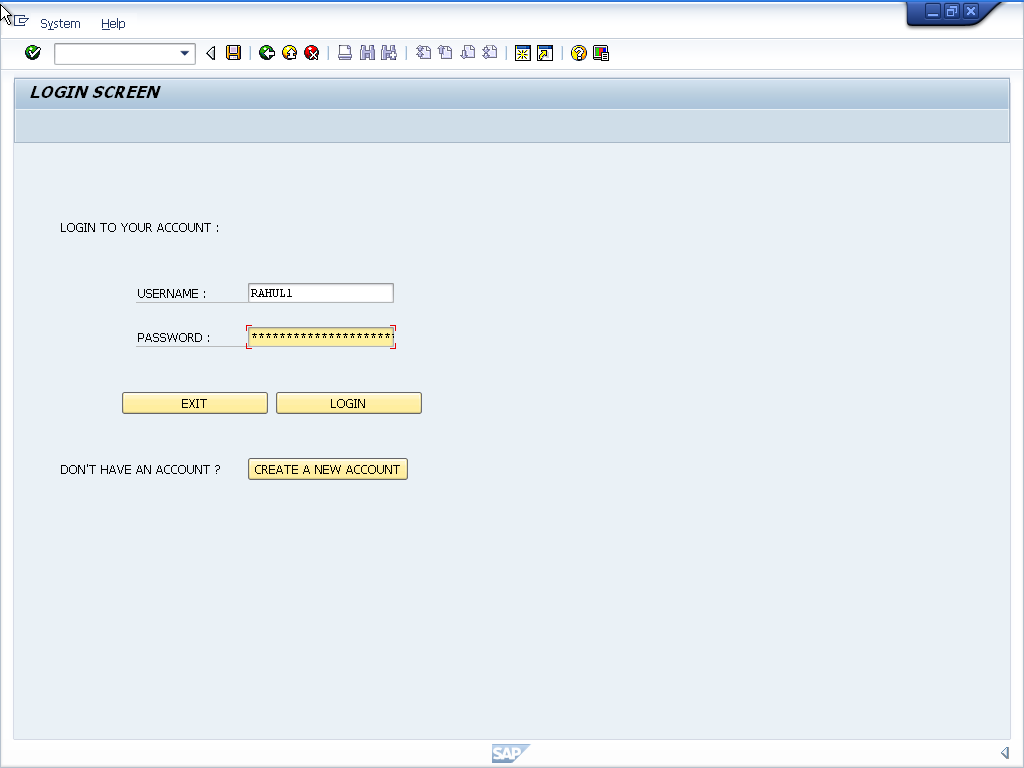 System Help
LOGIN SCREEN
LOGIN TO YOUR ACCOUNT :
USERNAME : RAHUL1
PASSWORD : *********************
EXIT LOGIN
DON'T HAVE AN ACCOUNT ? CREATE A NEW ACCOUNT
SAP